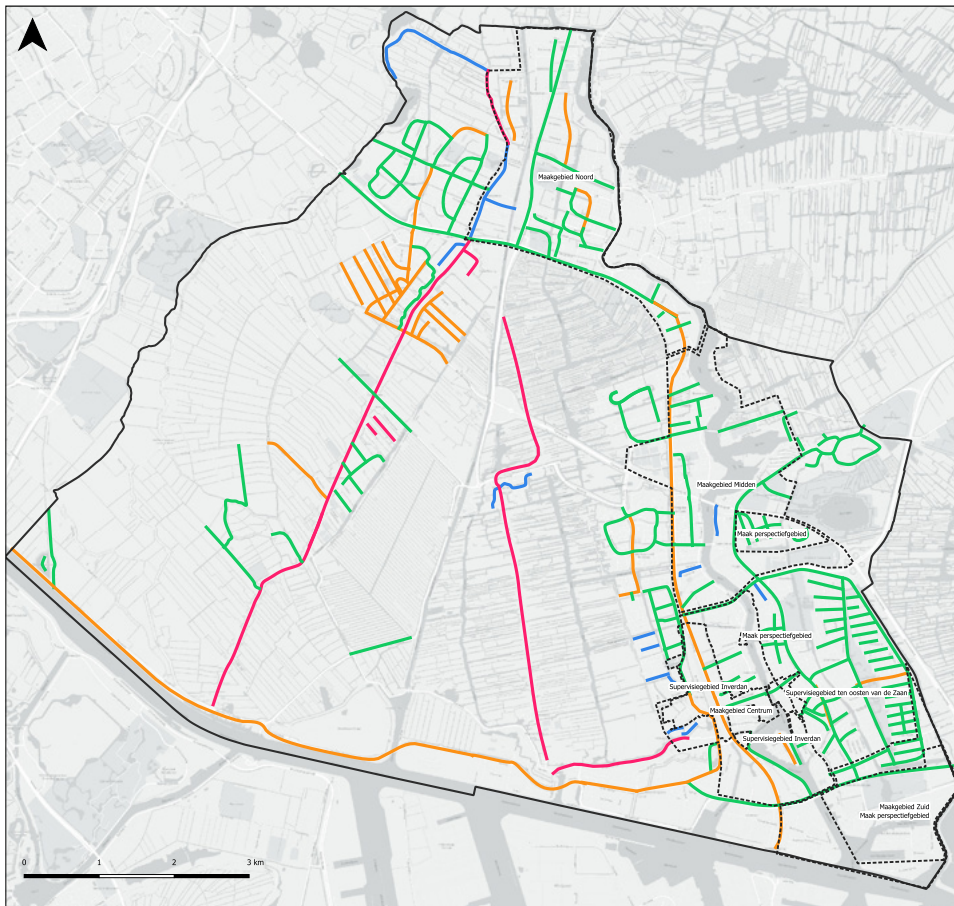 Maakgebied Noord
Maakgebied Midden
Maak perspectiefgebied
Maak perspectiefgebied
Supervisiegebied Inverdan
Supervisiegebied ten oosten van de Zaan
Maakgebied Centrum
Supervisiegebied Inverdan
Maakgebied Zuid
Maak perspectiefgebied
0 1 2 3 km